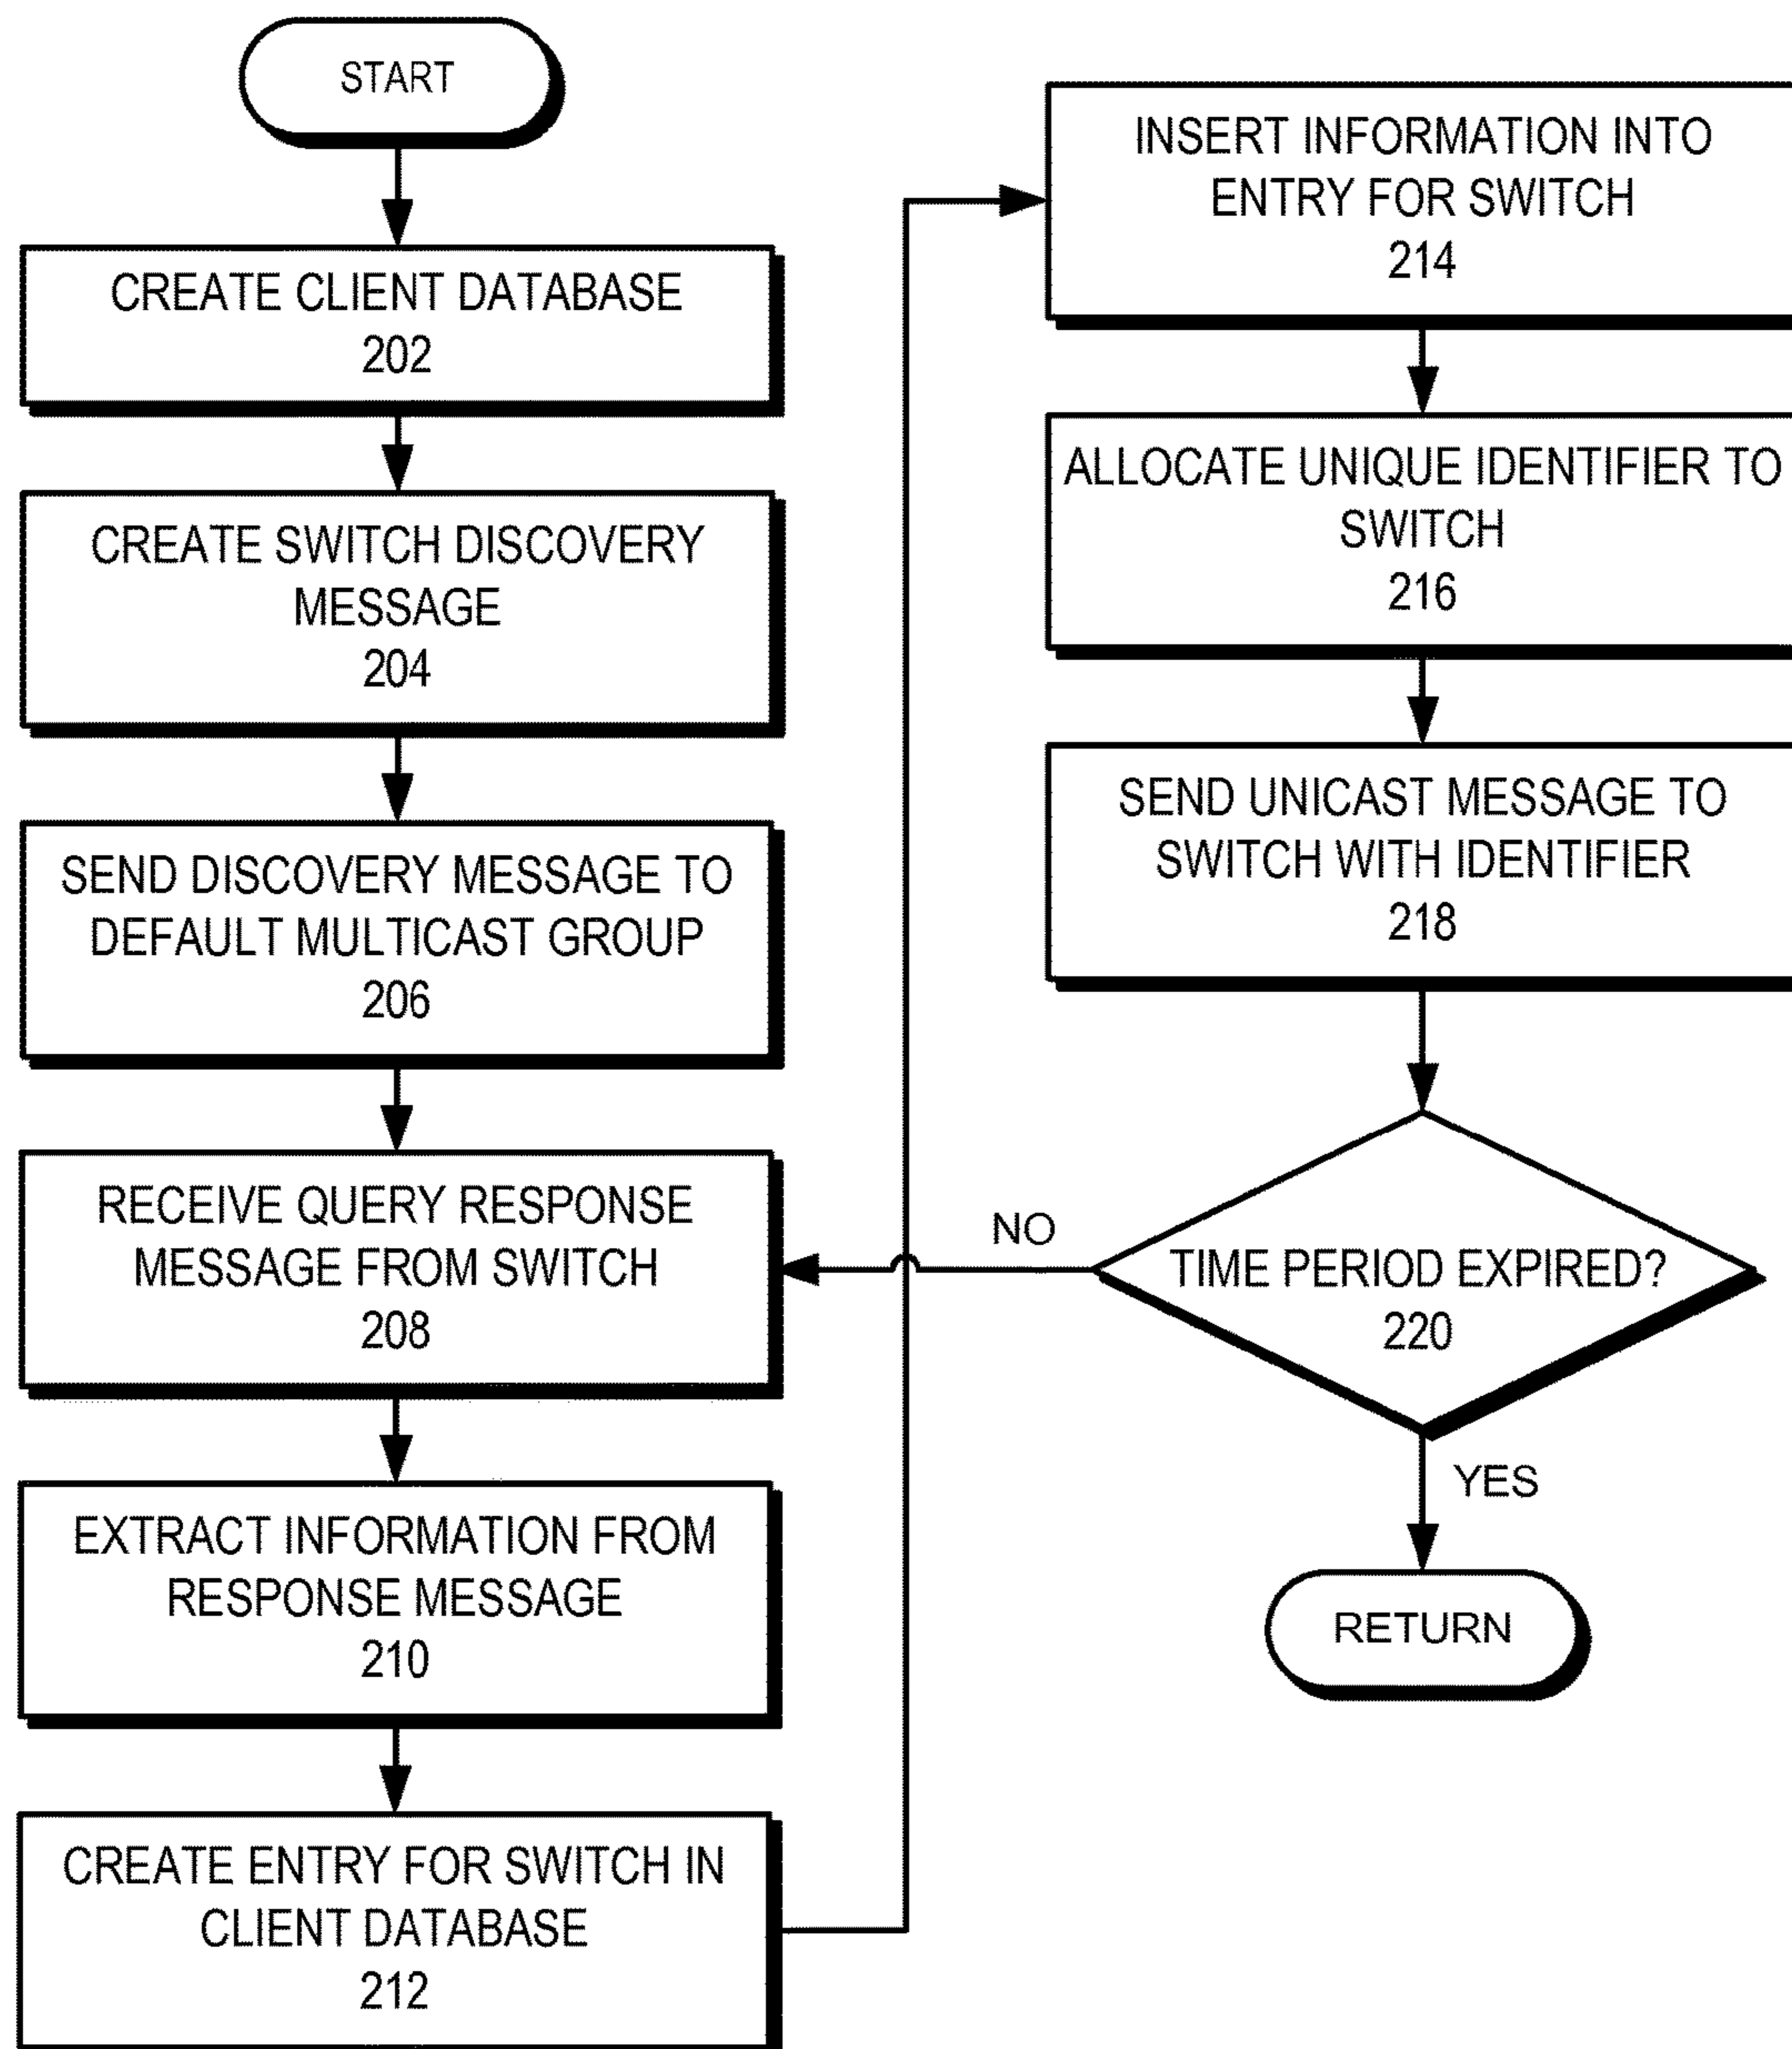 START
CREATE CLIENT DATABASE
202
CREATE SWITCH DISCOVERY
MESSAGE
204
SEND DISCOVERY MESSAGE TO
DEFAULT MULTICAST GROUP
206
RECEIVE QUERY RESPONSE
MESSAGE FROM SWITCH
208
EXTRACT INFORMATION FROM
RESPONSE MESSAGE
210
CREATE ENTRY FOR SWITCH IN
CLIENT DATABASE
212
INSERT INFORMATION INTO
ENTRY FOR SWITCH
214
ALLOCATE UNIQUE IDENTIFIER TO
SWITCH
216
SEND UNICAST MESSAGE TO
SWITCH WITH IDENTIFIER
218
NO
TIME PERIOD EXPIRED?
220
YES
RETURN